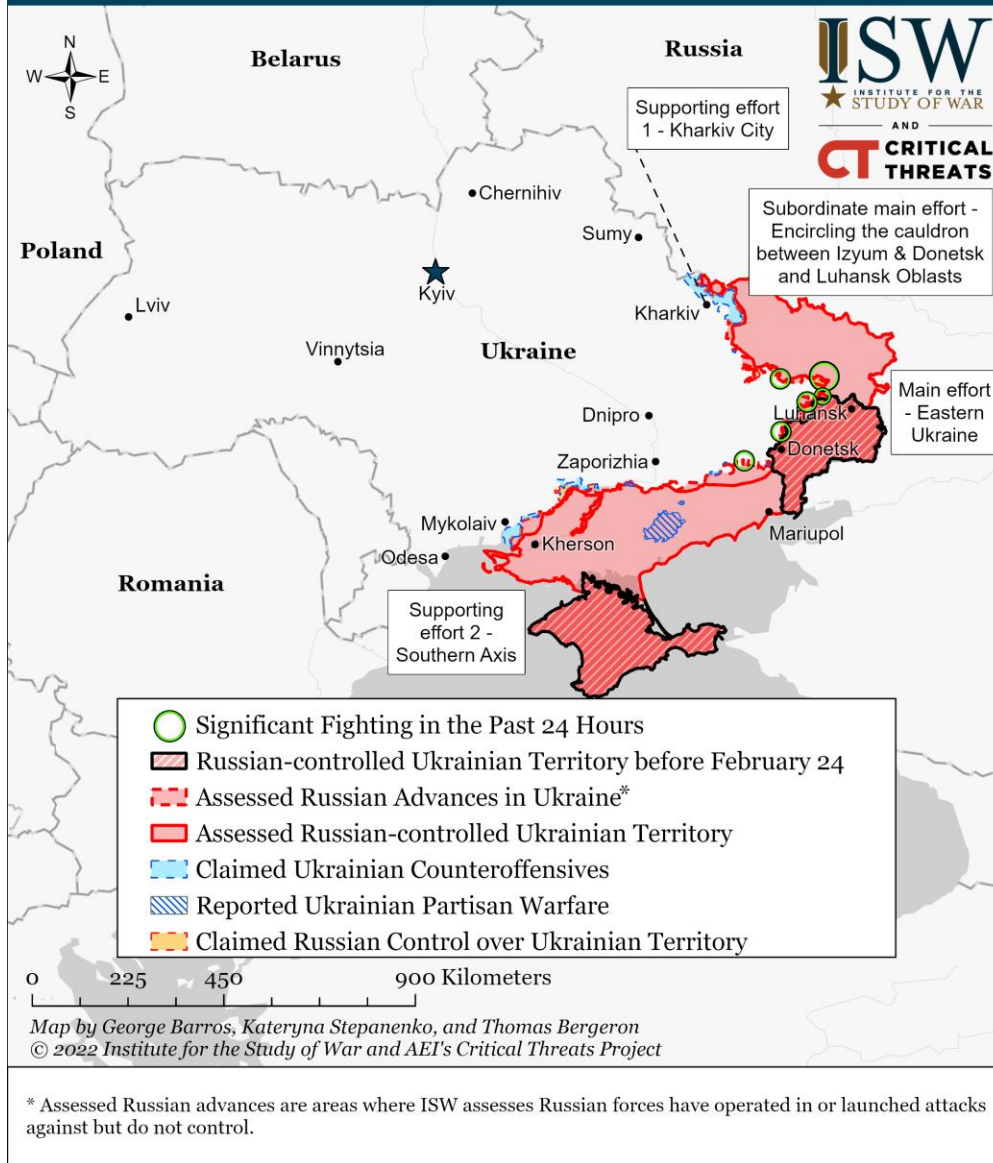 N
W E
S
Belarus
Russia
ISW
INSTITUTE FOR THE
STUDY OF WAR
AND
CT CRITICAL
THREATS
Supporting effort
1 - Kharkiv City
Chernihiv
Subordinate main effort -
Encircling the cauldron
between Izyum & Donetsk
and Luhansk Oblasts
Sumy
Poland
Kyiv
Lviv
Kharkiv
Vinnytsia
Ukraine
Main effort
- Eastern
Ukraine
Dnipro
Luhansk
Donetsk
Zaporizhia
Mykolaiv
Mariupol
Odesa
Kherson
Romania
Supporting
effort 2 -
Southern Axis
Significant Fighting in the Past 24 Hours
Russian-controlled Ukrainian Territory before February 24
Assessed Russian Advances in Ukraine*
Assessed Russian-controlled Ukrainian Territory
Claimed Ukrainian Counteroffensives
Reported Ukrainian Partisan Warfare
Claimed Russian Control over Ukrainian Territory
0 225 450 900 Kilometers
Map by George Barros, Kateryna Stepanenko, and Thomas Bergeron
© 2022 Institute for the Study of War and AEI's Critical Threats Project
* Assessed Russian advances are areas where ISW assesses Russian forces have operated in or launched attacks
against but do not control.